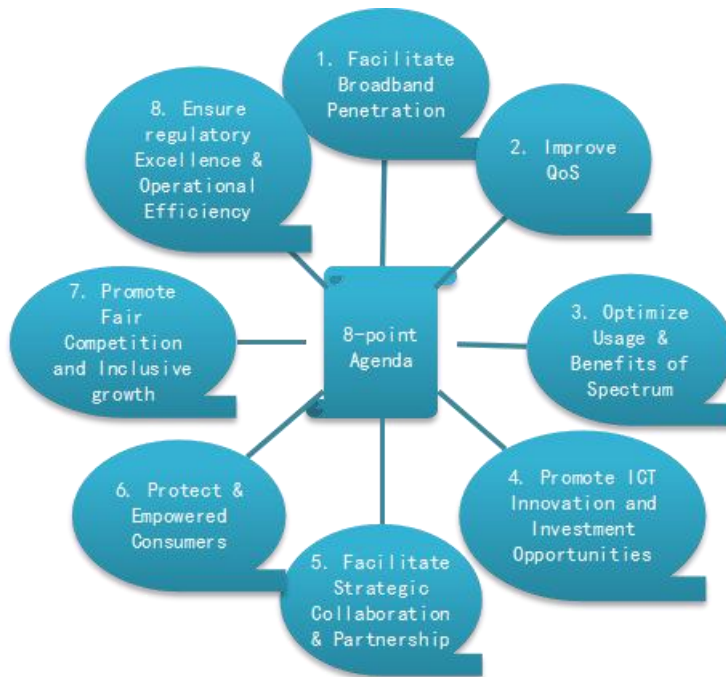 1. Facilitate
Broadband
Penetration
2. Improve
QoS
3. Optimize
Usage &
Benefits of
Spectrum
4. Promote ICT
Innovation and
Investment
Opportunities
5. Facilitate
Strategic
Collaboration
& Partnership
6. Protect &
Empowered
Consumers
7. Promote
Fair
Competition
and Inclusive
growth
8. Ensure
regulatory
Excellence &
Operational
Efficiency
8-point
Agenda